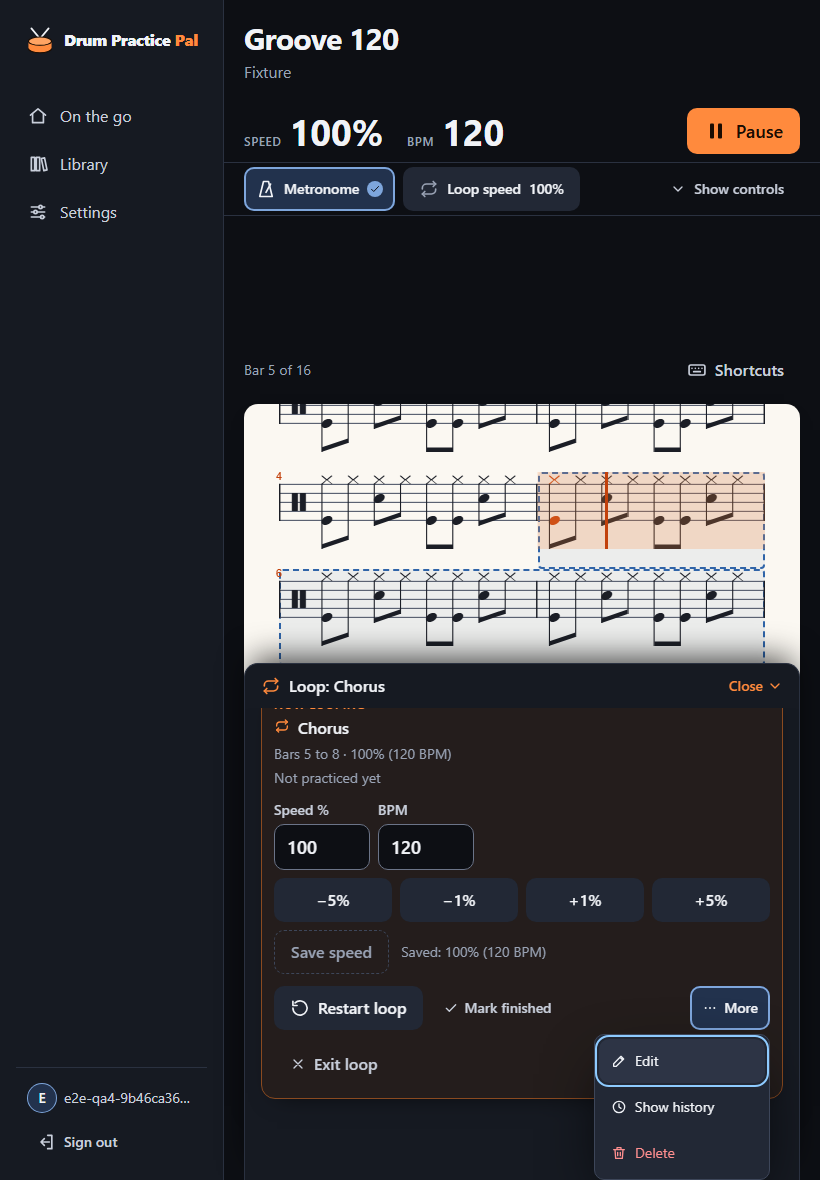 Drum Practice Pal
On the go
Library
Settings
e2e-qa4-9b46ca36...
E
Sign out
Groove 120
Fixture
SPEED 100% BPM 120
Pause
Metronome
Loop speed 100%
Show controls
Bar 5 of 16
Shortcuts
4
6
Loop: Chorus
Close
Chorus
Bars 5 to 8 · 100% (120 BPM)
Not practiced yet
Speed % BPM
100 120
−5% −1% +1% +5%
Save speed Saved: 100% (120 BPM)
Restart loop Mark finished ··· More
Exit loop
Edit
Show history
Delete